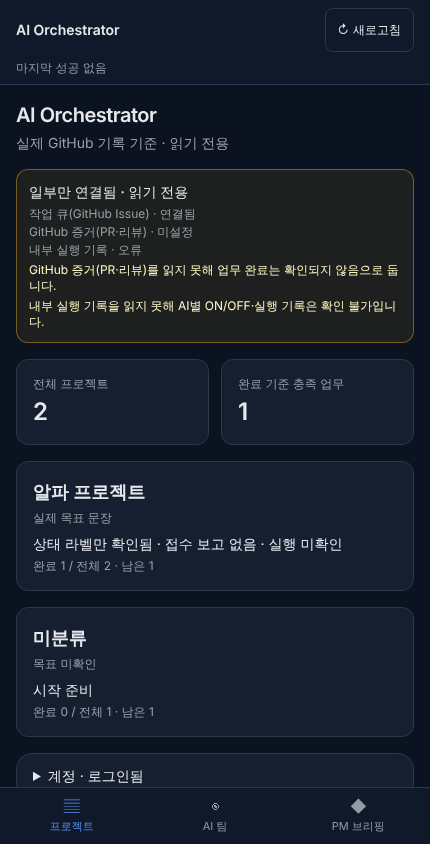 AI Orchestrator
↻ 새로고침
마지막 성공 없음
AI Orchestrator
실제 GitHub 기록 기준 · 읽기 전용
일부만 연결됨 · 읽기 전용
작업 큐(GitHub Issue) · 연결됨
GitHub 증거(PR·리뷰) · 미설정
내부 실행 기록 · 오류
GitHub 증거(PR·리뷰)를 읽지 못해 업무 완료는 확인되지 않음으로 둡
니다.
내부 실행 기록을 읽지 못해 AI별 ON/OFF·실행 기록은 확인 불가입니
다.
전체 프로젝트
2
완료 기준 충족 업무
1
알파 프로젝트
실제 목표 문장
상태 라벨만 확인됨 · 접수 보고 없음 · 실행 미확인
완료 1 / 전체 2 · 남은 1
미분류
목표 미확인
시작 준비
완료 0 / 전체 1 · 남은 1
▶ 계정 · 로그인됨
프로젝트
AI 팀
PM 브리핑